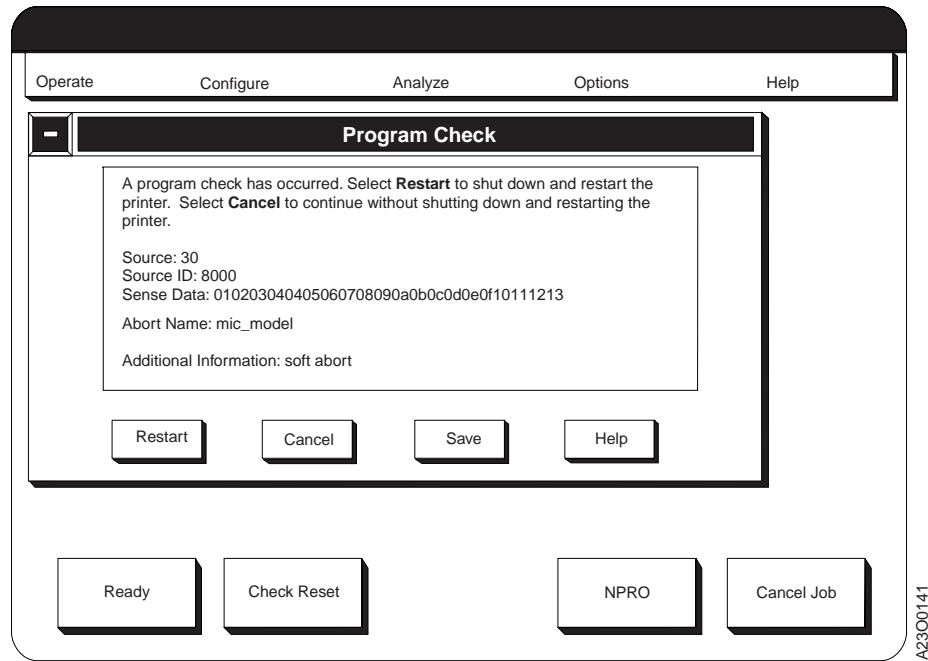 Operate Configure Analyze Options Help
Program Check
A program check has occurred. Select Restart to shut down and restart the
printer. Select Cancel to continue without shutting down and restarting the
printer.
Source: 30
Source ID: 8000
Sense Data: 010203040405060708090a0b0c0d0e0f10111213
Abort Name: mic_model
Additional Information: soft abort
Restart Cancel Save Help
Ready Check Reset NPRO Cancel Job
A23O0141